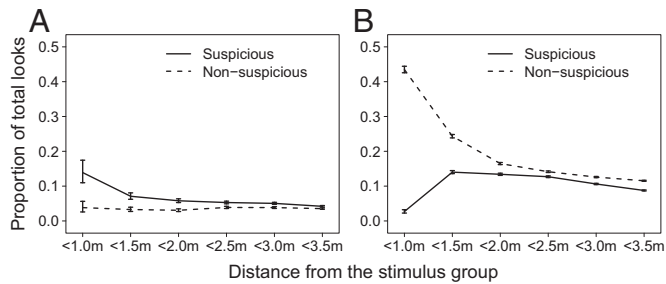 A
B
Proportion of total looks
0.5
0.4
0.3
0.2
0.1
0.0
Suspicious
Non−suspicious
<1.0m <1.5m <2.0m <2.5m <3.0m <3.5m
0.5
0.4
0.3
0.2
0.1
0.0
Suspicious
Non−suspicious
<1.0m <1.5m <2.0m <2.5m <3.0m <3.5m
Distance from the stimulus group